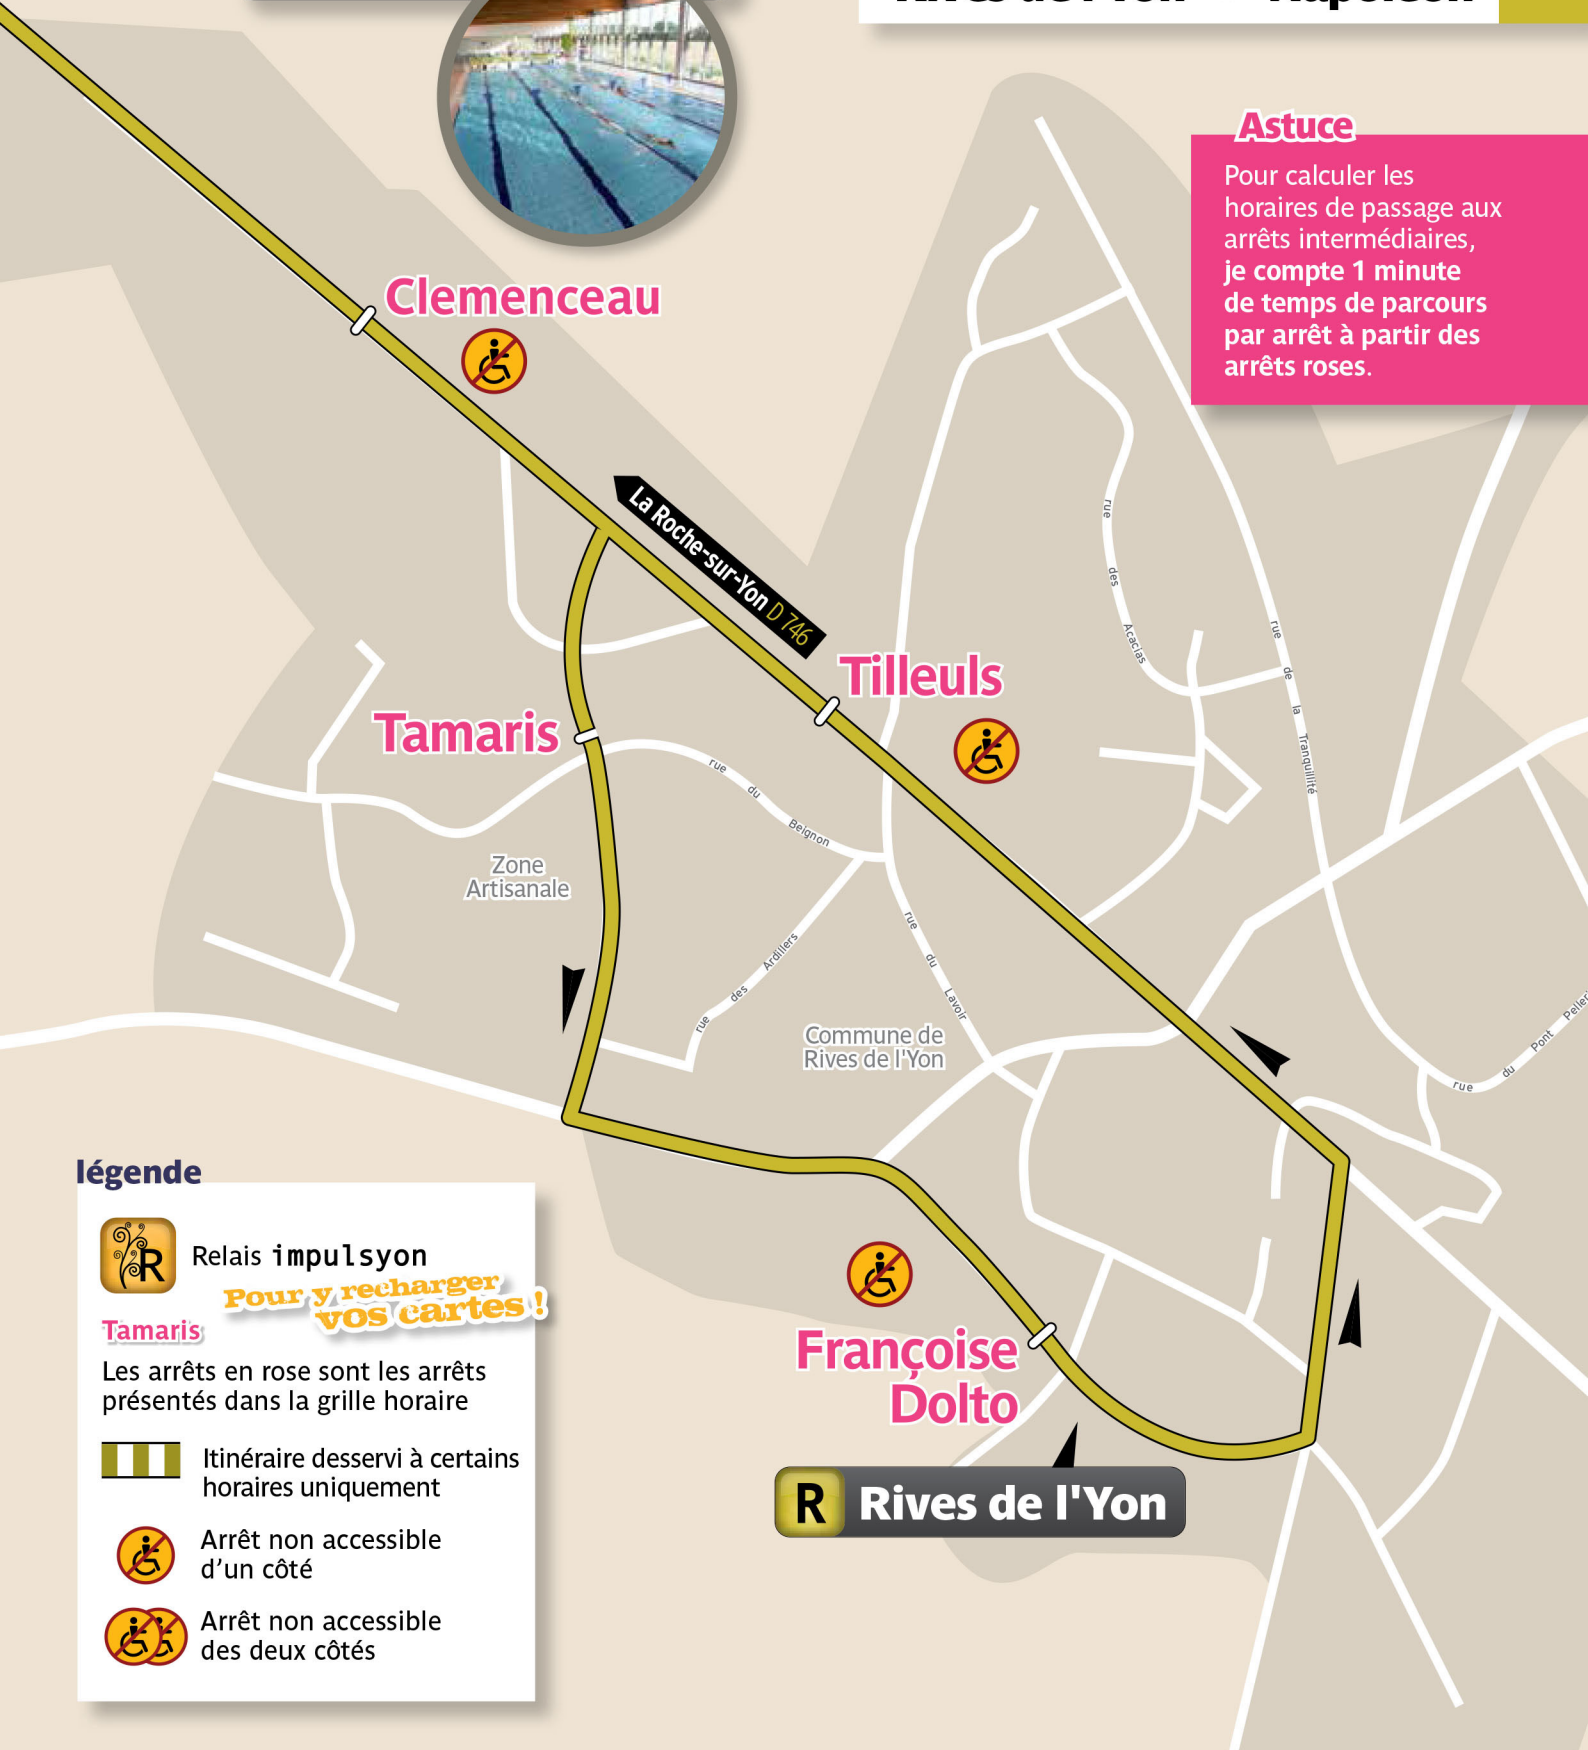 Rives de l'Yon
Napoléon
Astuce
Pour calculer les
horaires de passage aux
arrêts intermédiaires,
je compte 1 minute
de temps de parcours
par arrêt à partir des
arrêts roses.
Clemenceau
La Roche-sur-Yon D 746
Tilleuls
Tamaris
rue des Acacias
rue de la Tranquillité
rue du Beignon
Zone
Artisanale
rue des Ardillers
rue du Lavoir
Commune de
Rives de l'Yon
rue du Pont
légende
R
Relais impulsyon
Pour y recharger
vos cartes !
Tamaris
Les arrêts en rose sont les arrêts
présentés dans la grille horaire
Itinéraire desservi à certains
horaires uniquement
Arrêt non accessible
d’un côté
Arrêt non accessible
des deux côtés
Françoise
Dolto
R Rives de l'Yon